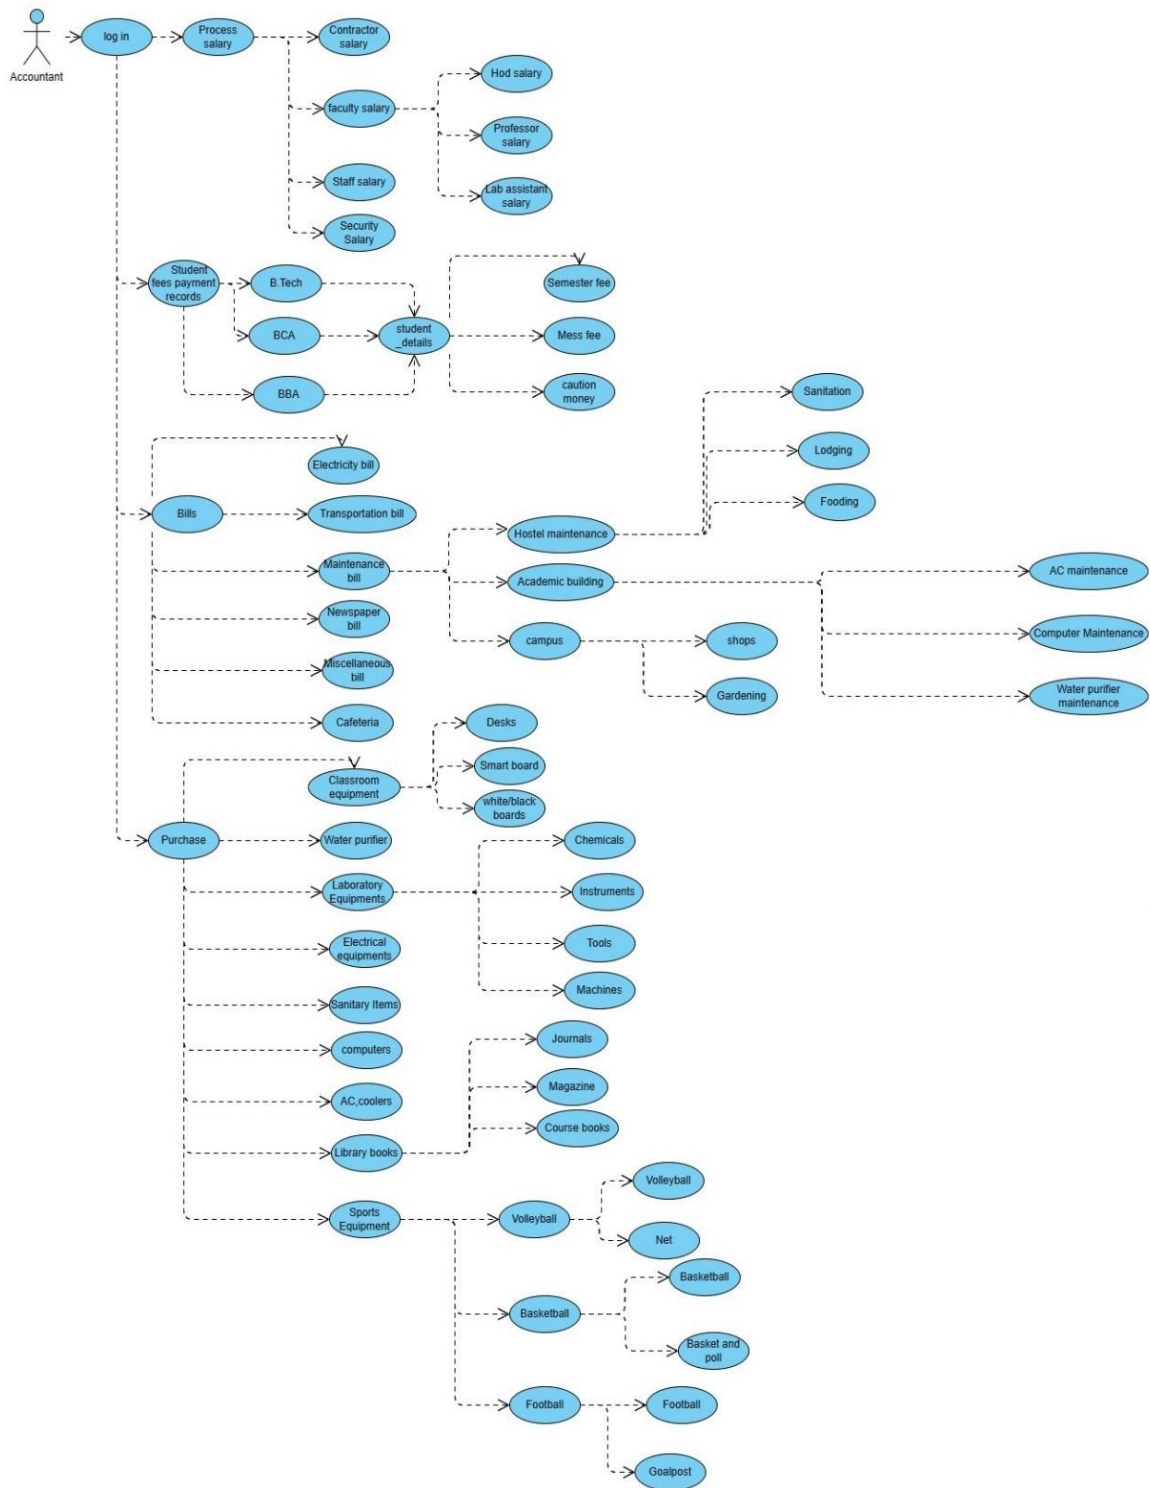 Accountant
log in
Process
salary
Contractor
salary
faculty salary
Hod salary
Professor
salary
Lab assistant
salary
Staff salary
Security
Salary
Student
fees payment
records
B.Tech
BCA
BBA
student
_details
Semester fee
Mess fee
caution
money
Bills
Electricity bill
Transportation bill
Maintenance
bill
Newspaper
bill
Miscellaneous
bill
Cafeteria
Hostel maintenance
Sanitation
Lodging
Fooding
Academic building
AC maintenance
Computer Maintenance
Water purifier
maintenance
campus
shops
Gardening
Purchase
Classroom
equipment
Desks
Smart board
white/black
boards
Water purifier
Laboratory
Equipments
Chemicals
Instruments
Tools
Machines
Electrical
equipments
Sanitary Items
computers
AC,coolers
Library books
Journals
Magazine
Course books
Sports
Equipment
Volleyball
Volleyball
Net
Basketball
Basketball
Basket and
poll
Football
Football
Goalpost